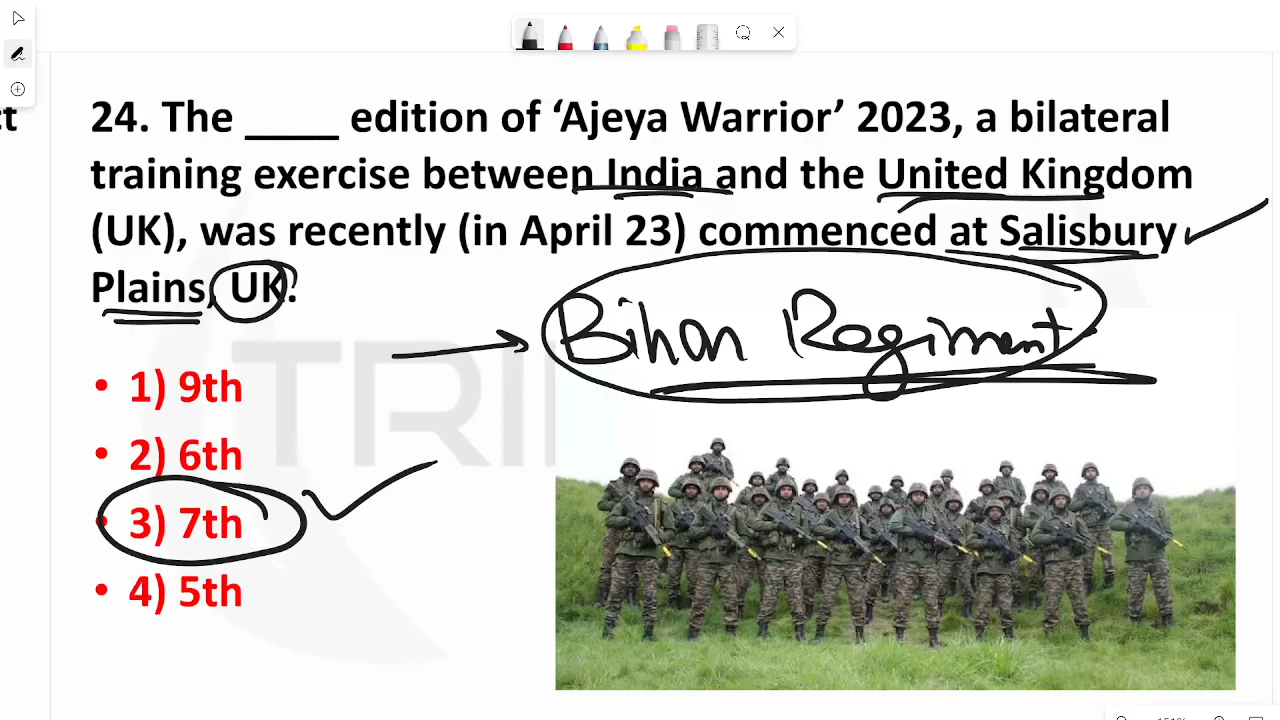 ct
24. The ____ edition of ‘Ajeya Warrior’ 2023, a bilateral
training exercise between India and the United Kingdom
(UK), was recently (in April 23) commenced at Salisbury
Plains, UK?
Bihar Regiment
• 1) 9th
• 2) 6th
• 3) 7th
• 4) 5th
TRI